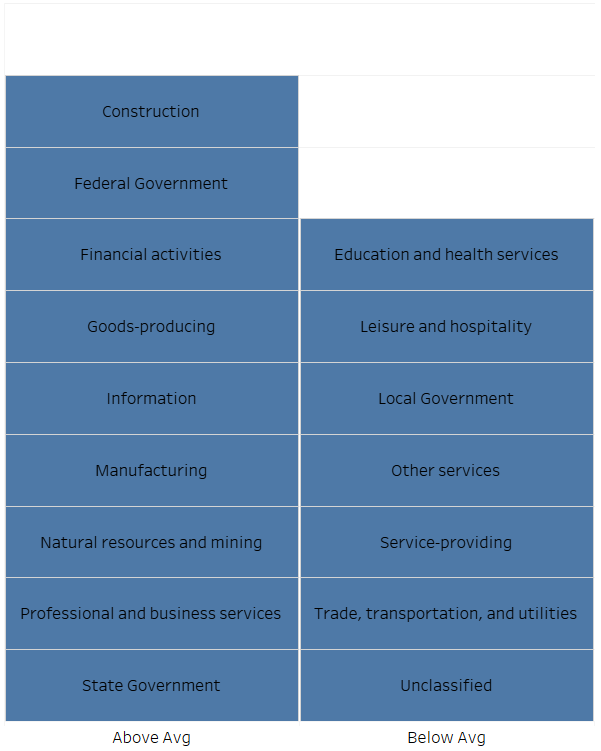 Construction
Federal Government
Financial activities
Education and health services
Goods-producing
Leisure and hospitality
Information
Local Government
Manufacturing
Other services
Natural resources and mining
Service-providing
Professional and business services
Trade, transportation, and utilities
State Government
Unclassified
Above Avg
Below Avg